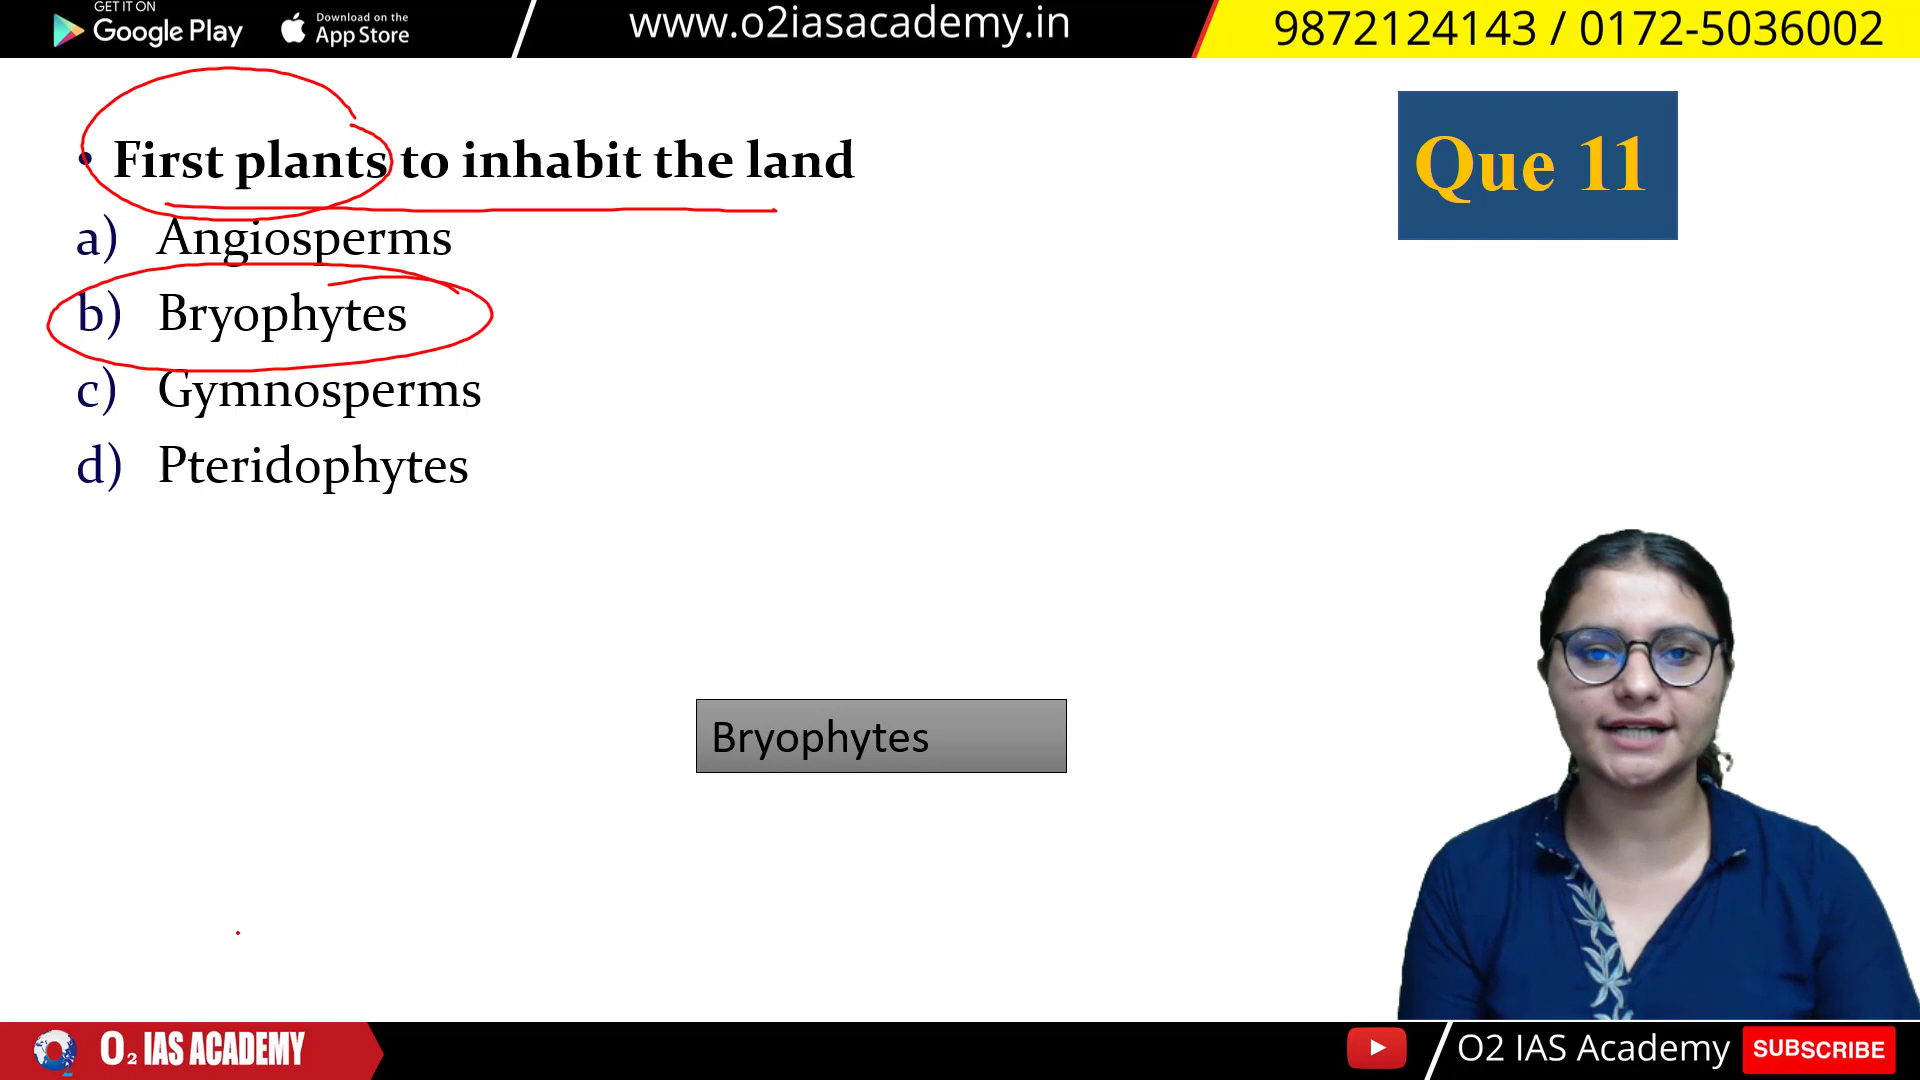 GET IT ON
Google Play
Download on the
App Store
www.o2iasacademy.in
9872124143 / 0172-5036002
• First plants to inhabit the land
Que 11
a) Angiosperms
b) Bryophytes
c) Gymnosperms
d) Pteridophytes
Bryophytes
O2 IAS ACADEMY
O2 IAS Academy
SUBSCRIBE